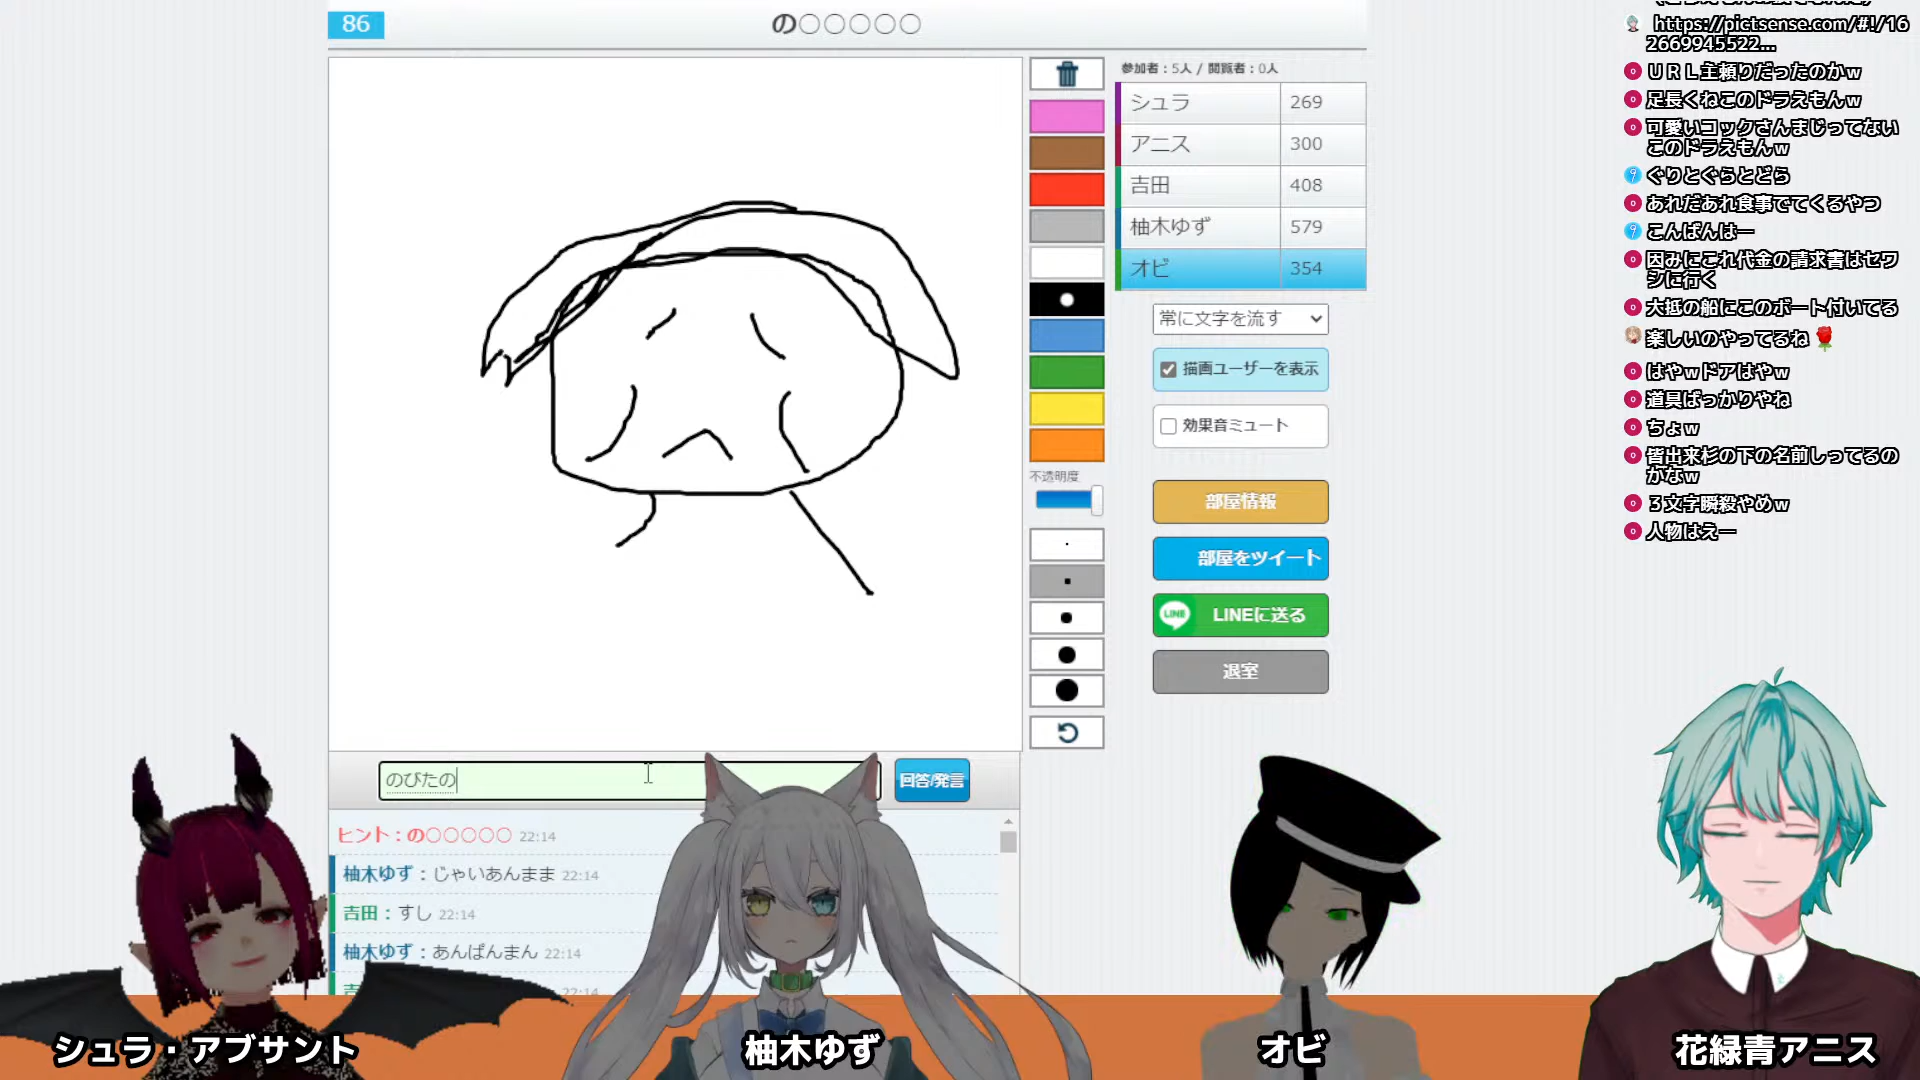 86
の〇〇〇〇〇
参加者：5人 / 閲覧者：0人
シュラ 269
アニス 300
吉田 408
柚木ゆず 579
オビ 354
常に文字を流す
描画ユーザーを表示
効果音ミュート
不透明度
部屋情報
部屋をツイート
LINE LINEに送る
退室
のびたの
回答/発言
ヒント：の〇〇〇〇〇 22:14
柚木ゆず：じゃいあんまま 22:14
吉田：すし 22:14
柚木ゆず：あんぱんまん 22:14
22:14
https://pictsense.com/#!/16
2669945522...
ＵＲＬ主頼りだったのかw
足長くねこのドラえもんw
可愛いコックさんまじってない
このドラえもんw
ぐりとぐらとどら
あれだあれ食事でてくるやつ
こんばんはー
因みにこれ代金の請求書はセワ
シに行く
大抵の船にこのボート付いてる
楽しいのやってるね🌹
はやwドアはやw
道具ばっかりやね
ちょw
皆出来杉の下の名前しってるの
かなw
３文字瞬殺やめw
人物はえー
シュラ・アブサント
柚木ゆず
オビ
花緑青アニス